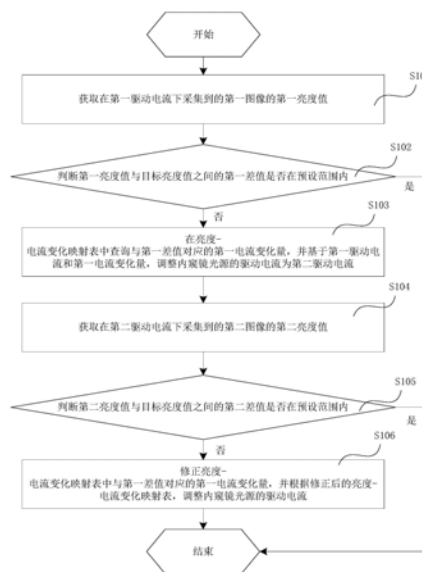 开始
S10
获取在第一驱动电流下采集到的第一图像的第一亮度值
S102
判断第一亮度值与目标亮度值之间的第一差值是否在预设范围内
是
否
S103
在亮度-
电流变化映射表中查询与第一差值对应的第一电流变化量，并基于第一驱动电
流和第一电流变化量，调整内窥镜光源的驱动电流为第二驱动电流
S104
获取在第二驱动电流下采集到的第二图像的第二亮度值
S105
判断第二亮度值与目标亮度值之间的第二差值是否在预设范围内
是
否
S106
修正亮度-
电流变化映射表中与第一差值对应的第一电流变化量，并根据修正后的亮度-
电流变化映射表，调整内窥镜光源的驱动电流
结束